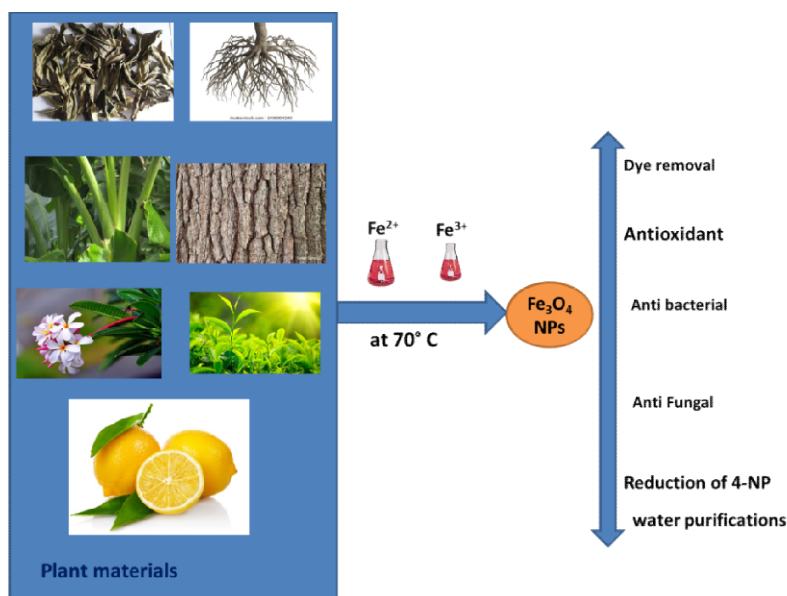 Fe²⁺
Fe³⁺
at 70° C
Fe₃O₄
NPs
Dye removal
Antioxidant
Anti bacterial
Anti Fungal
Reduction of 4-NP
water purifications
Plant materials